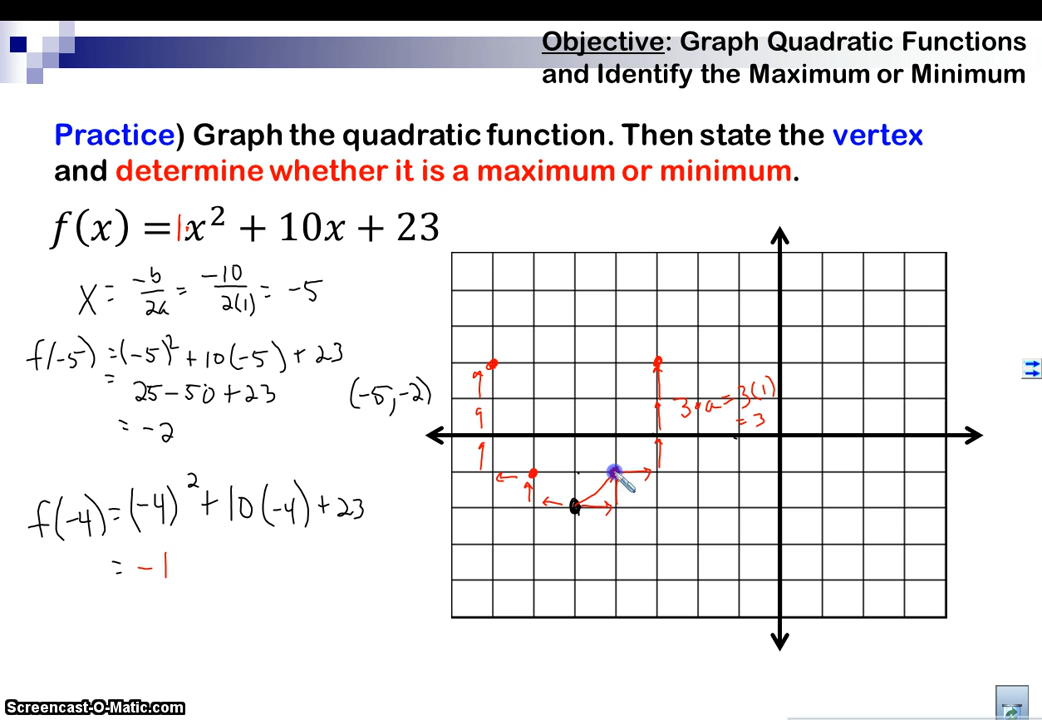 Objective: Graph Quadratic Functions
and Identify the Maximum or Minimum
Practice) Graph the quadratic function. Then state the vertex
and determine whether it is a maximum or minimum.
f(x) = 1·x² + 10x + 23
x = -b/2a = -10/2(1) = -5
f(-5) = (-5)² + 10(-5) + 23
= 25 - 50 + 23
(-5, -2)
= -2
f(-4) = (-4)² + 10(-4) + 23
= -1
3·a = 3(1)
= 3
Screencast-O-Matic.com